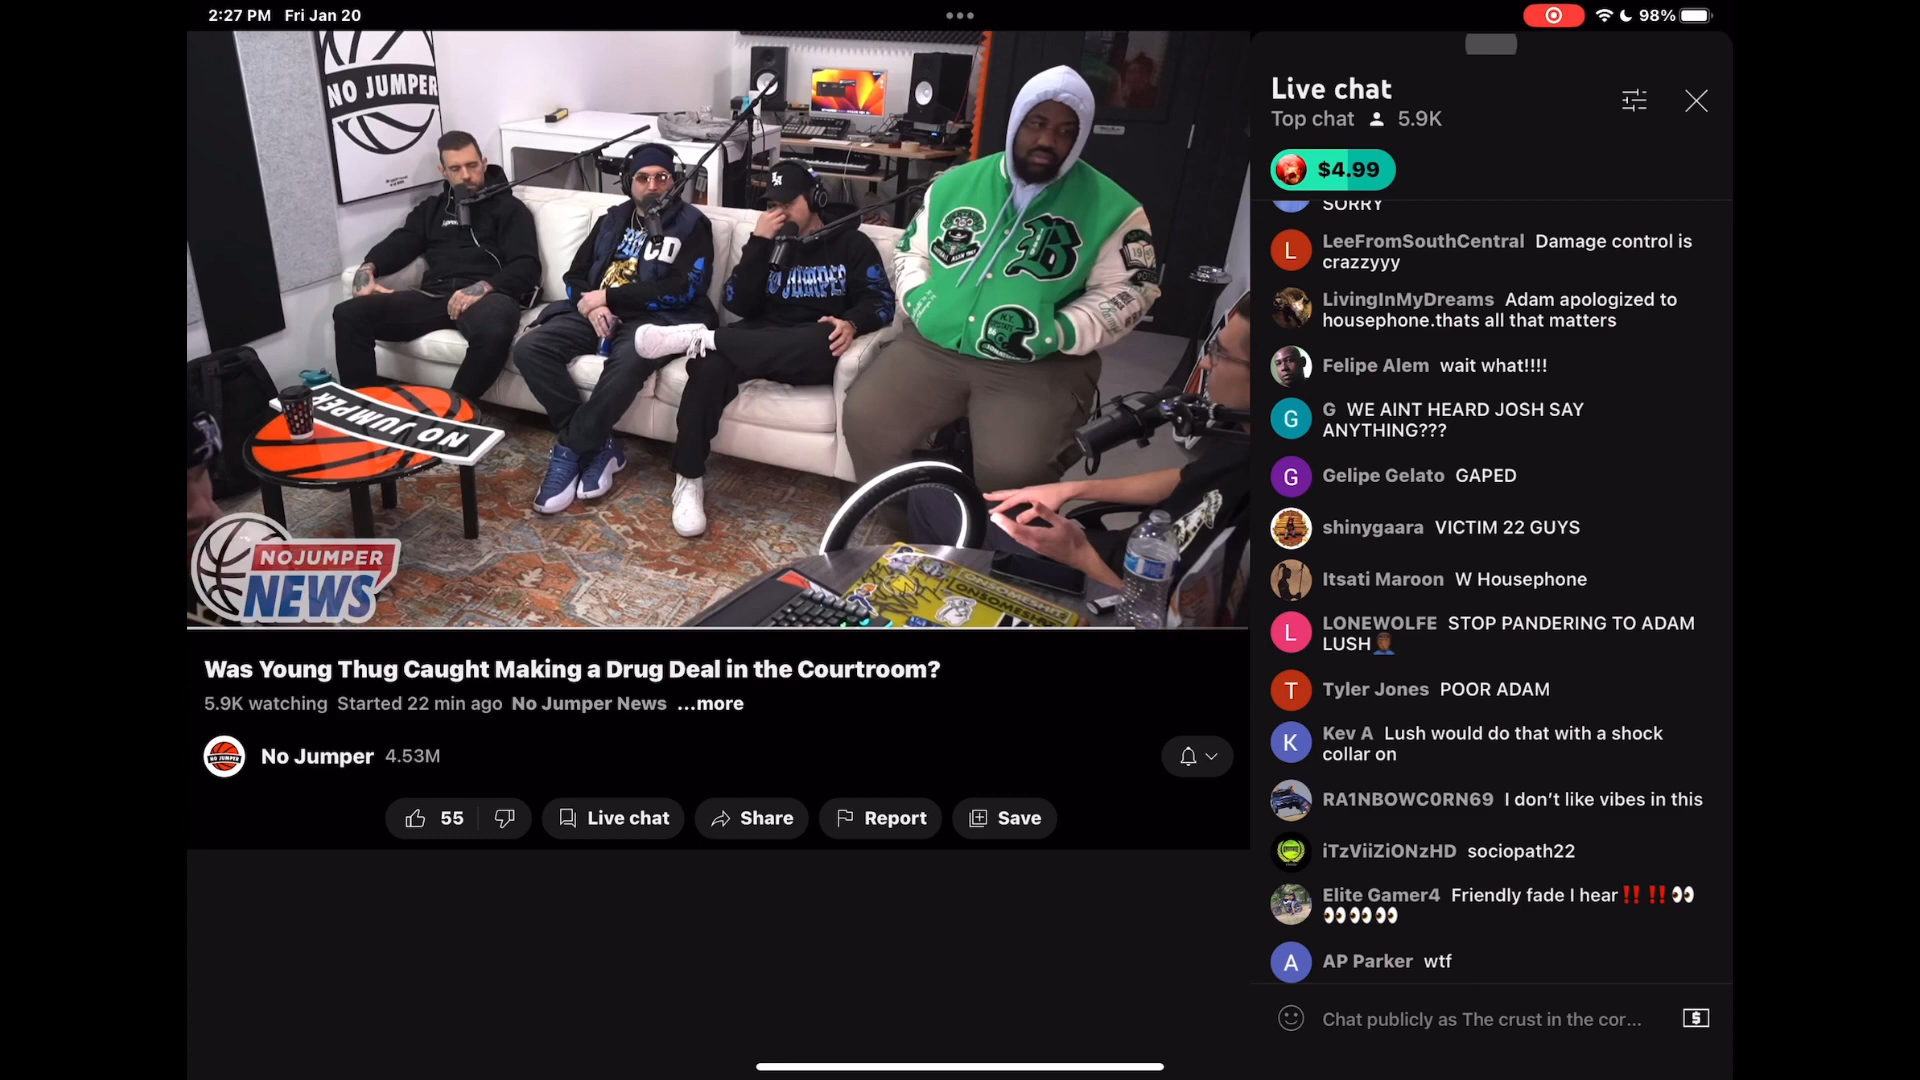 2:27 PM Fri Jan 20
98%
NO JUMPER
CD
JUMPER
B
K.T.
NO JUMPER
NOJUMPER
NEWS
Was Young Thug Caught Making a Drug Deal in the Courtroom?
5.9K watching Started 22 min ago No Jumper News ...more
No Jumper 4.53M
55
Live chat
Share
Report
Save
Live chat
Top chat 5.9K
$4.99
SORRY
L
LeeFromSouthCentral Damage control is
crazzyyy
LivingInMyDreams Adam apologized to
housephone.thats all that matters
Felipe Alem wait what!!!!
G
G WE AINT HEARD JOSH SAY
ANYTHING???
G
Gelipe Gelato GAPED
shinygaara VICTIM 22 GUYS
Itsati Maroon W Housephone
L
LONEWOLFE STOP PANDERING TO ADAM
LUSH🤦🏾‍♂️
T
Tyler Jones POOR ADAM
K
Kev A Lush would do that with a shock
collar on
RA1NBOWC0RN69 I don’t like vibes in this
iTzViiZiONzHD sociopath22
Elite Gamer4 Friendly fade I hear‼️ ‼️👀
👀👀👀
A
AP Parker wtf
Chat publicly as The crust in the cor...